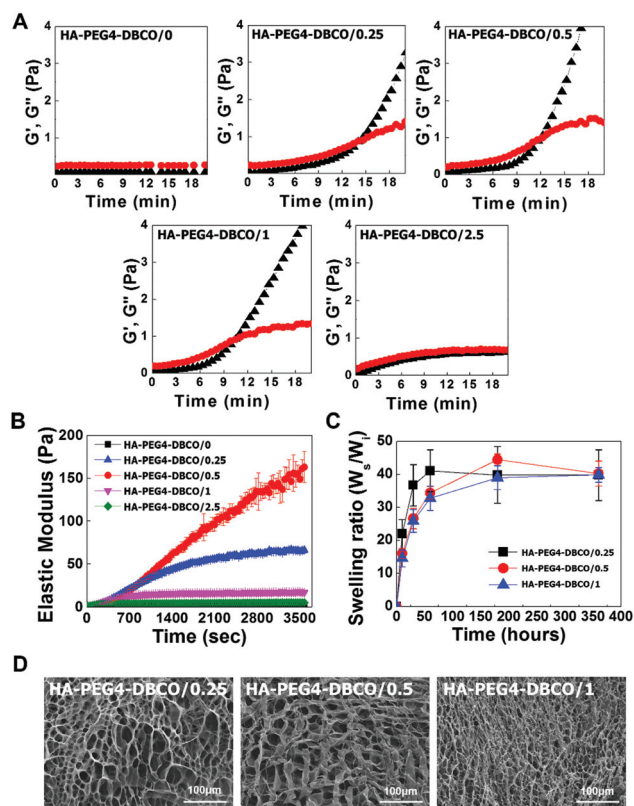 A
HA-PEG4-DBCO/0
HA-PEG4-DBCO/0.25
HA-PEG4-DBCO/0.5
G', G" (Pa)
4
3
2
1
0
0 3 6 9 12 15 18
Time (min)
G', G" (Pa)
4
3
2
1
0
0 3 6 9 12 15 18
Time (min)
G', G" (Pa)
4
3
2
1
0
0 3 6 9 12 15 18
Time (min)
HA-PEG4-DBCO/1
HA-PEG4-DBCO/2.5
G', G" (Pa)
4
3
2
1
0
0 3 6 9 12 15 18
Time (min)
G', G" (Pa)
4
3
2
1
0
0 3 6 9 12 15 18
Time (min)
B
Elastic Modulus (Pa)
200
150
100
50
0
HA-PEG4-DBCO/0
HA-PEG4-DBCO/0.25
HA-PEG4-DBCO/0.5
HA-PEG4-DBCO/1
HA-PEG4-DBCO/2.5
0 700 1400 2100 2800 3500
Time (sec)
C
Swelling ratio (Ws/Wi)
50
40
30
20
10
0
HA-PEG4-DBCO/0.25
HA-PEG4-DBCO/0.5
HA-PEG4-DBCO/1
0 50 100 150 200 250 300 350 400
Time (hours)
D
HA-PEG4-DBCO/0.25
HA-PEG4-DBCO/0.5
HA-PEG4-DBCO/1
100μm
100μm
100μm